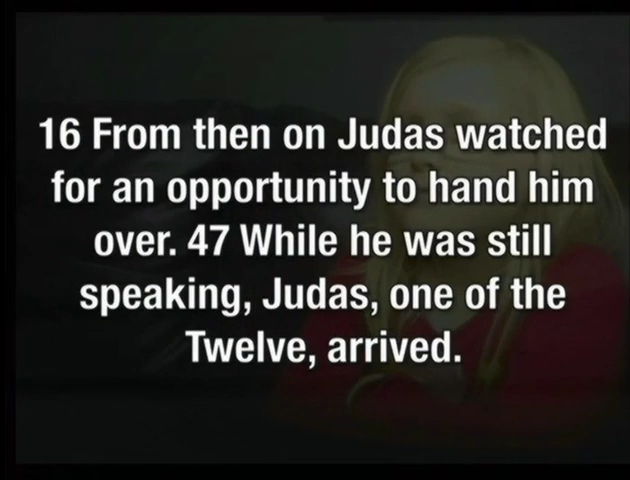 16 From then on Judas watched
for an opportunity to hand him
over. 47 While he was still
speaking, Judas, one of the
Twelve, arrived.